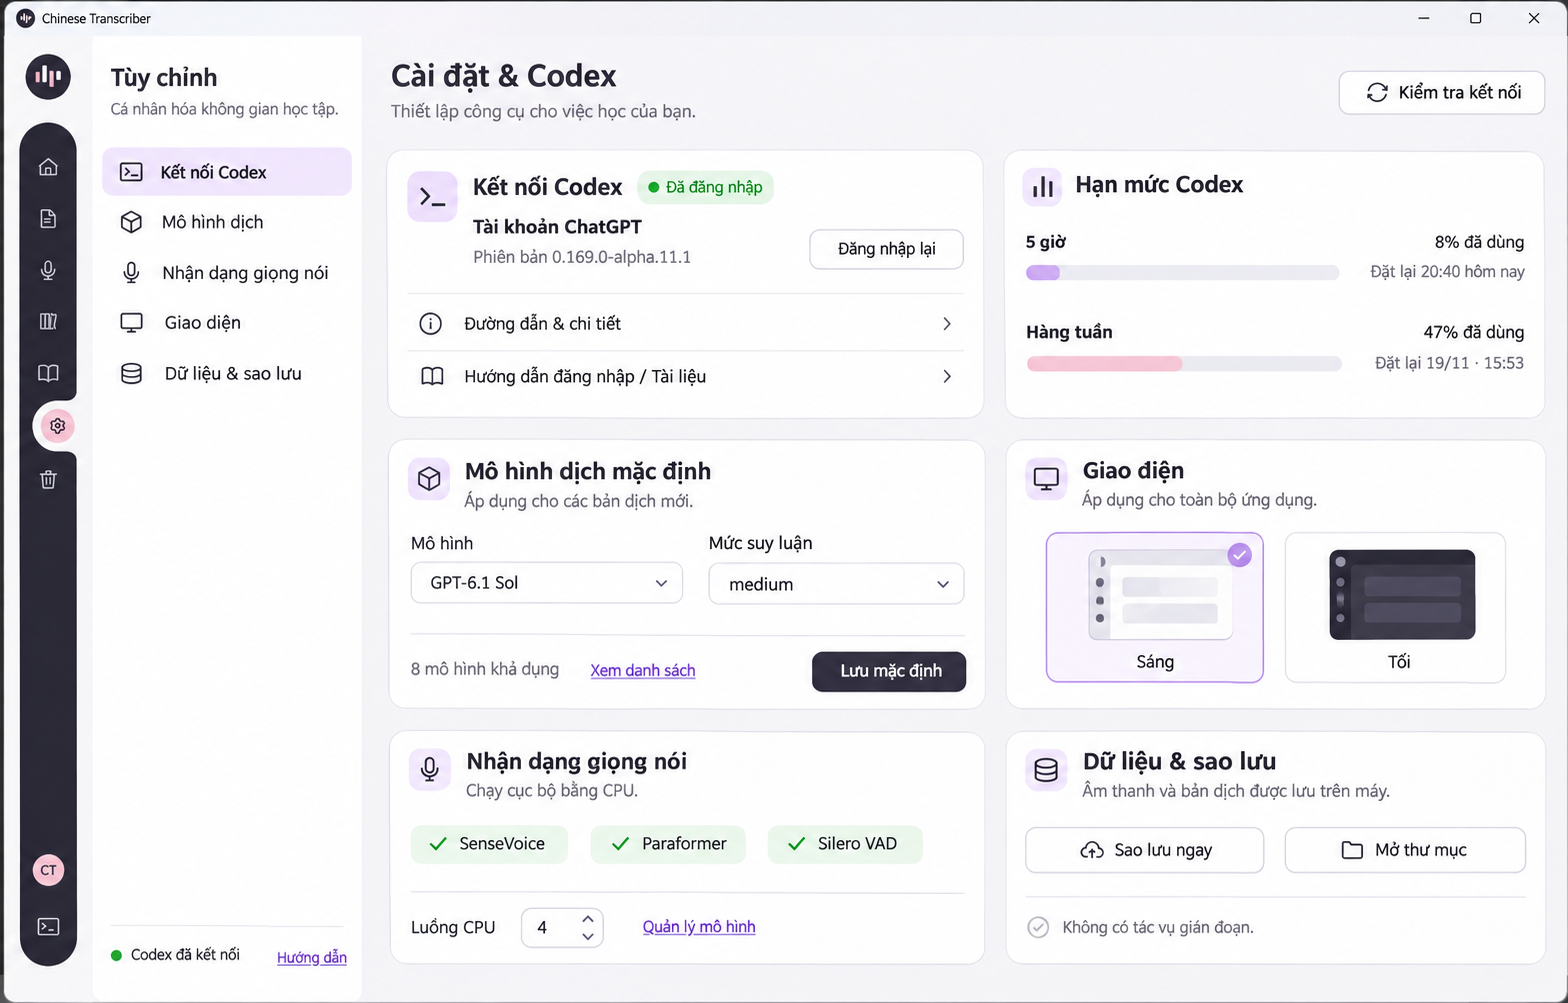 Chinese Transcriber
Tùy chỉnh
Cá nhân hóa không gian học tập.
Kết nối Codex
Mô hình dịch
Nhận dạng giọng nói
Giao diện
Dữ liệu & sao lưu
CT
Codex đã kết nối
Hướng dẫn
Cài đặt & Codex
Thiết lập công cụ cho việc học của bạn.
Kiểm tra kết nối
Kết nối Codex
Đã đăng nhập
Tài khoản ChatGPT
Phiên bản 0.169.0-alpha.11.1
Đăng nhập lại
Đường dẫn & chi tiết
Hướng dẫn đăng nhập / Tài liệu
Hạn mức Codex
5 giờ
8% đã dùng
Đặt lại 20:40 hôm nay
Hàng tuần
47% đã dùng
Đặt lại 19/11 · 15:53
Mô hình dịch mặc định
Áp dụng cho các bản dịch mới.
Mô hình
Mức suy luận
GPT-6.1 Sol
medium
8 mô hình khả dụng
Xem danh sách
Lưu mặc định
Giao diện
Áp dụng cho toàn bộ ứng dụng.
Sáng
Tối
Nhận dạng giọng nói
Chạy cục bộ bằng CPU.
SenseVoice
Paraformer
Silero VAD
Luồng CPU
4
Quản lý mô hình
Dữ liệu & sao lưu
Âm thanh và bản dịch được lưu trên máy.
Sao lưu ngay
Mở thư mục
Không có tác vụ gián đoạn.